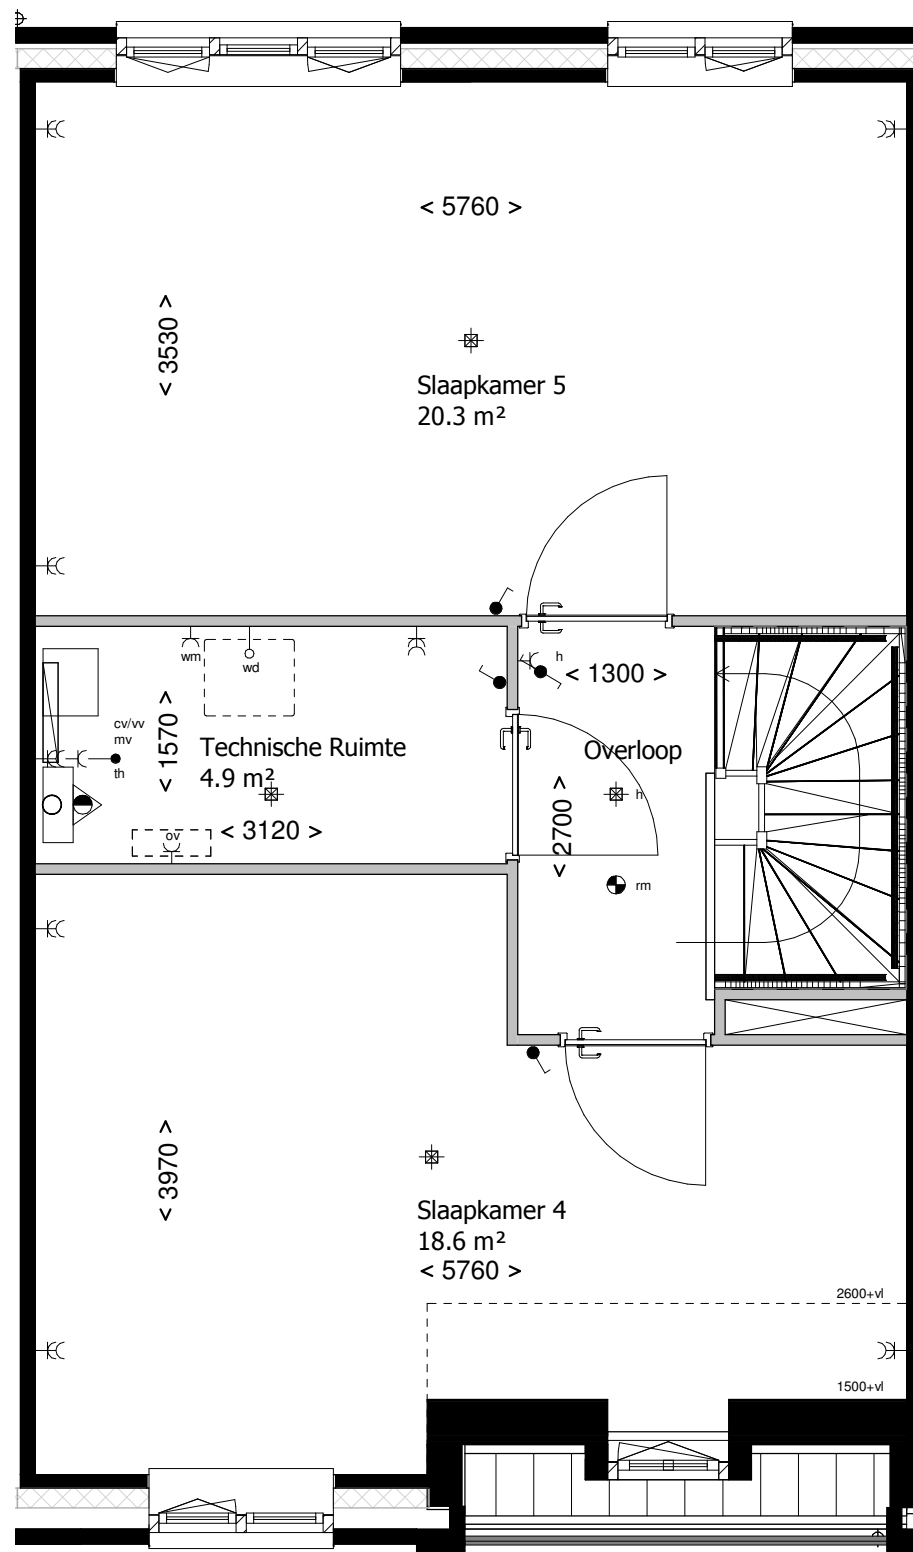 < 5760 >
< 3530 >
Slaapkamer 5
20.3 m²
wm
wd
h
< 1300 >
cv/vv
mv
th
< 1570 >
Technische Ruimte
4.9 m²
< 3120 >
ov
Overloop
h
< 2700 >
rm
< 3970 >
Slaapkamer 4
18.6 m²
< 5760 >
2600+vl
1500+vl